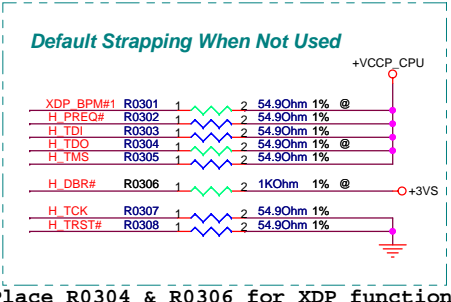 Default Strapping When Not Used
+VCCP_CPU
XDP_BPM#1 R0301 1 2 54.9Ohm 1% @
H_PREQ# R0302 1 2 54.9Ohm 1%
H_TDI R0303 1 2 54.9Ohm 1%
H_TDO R0304 1 2 54.9Ohm 1% @
H_TMS R0305 1 2 54.9Ohm 1%
H_DBR# R0306 1 2 1KOhm 1% @
+3VS
H_TCK R0307 1 2 54.9Ohm 1%
H_TRST# R0308 1 2 54.9Ohm 1%
Place R0304 & R0306 for XDP function